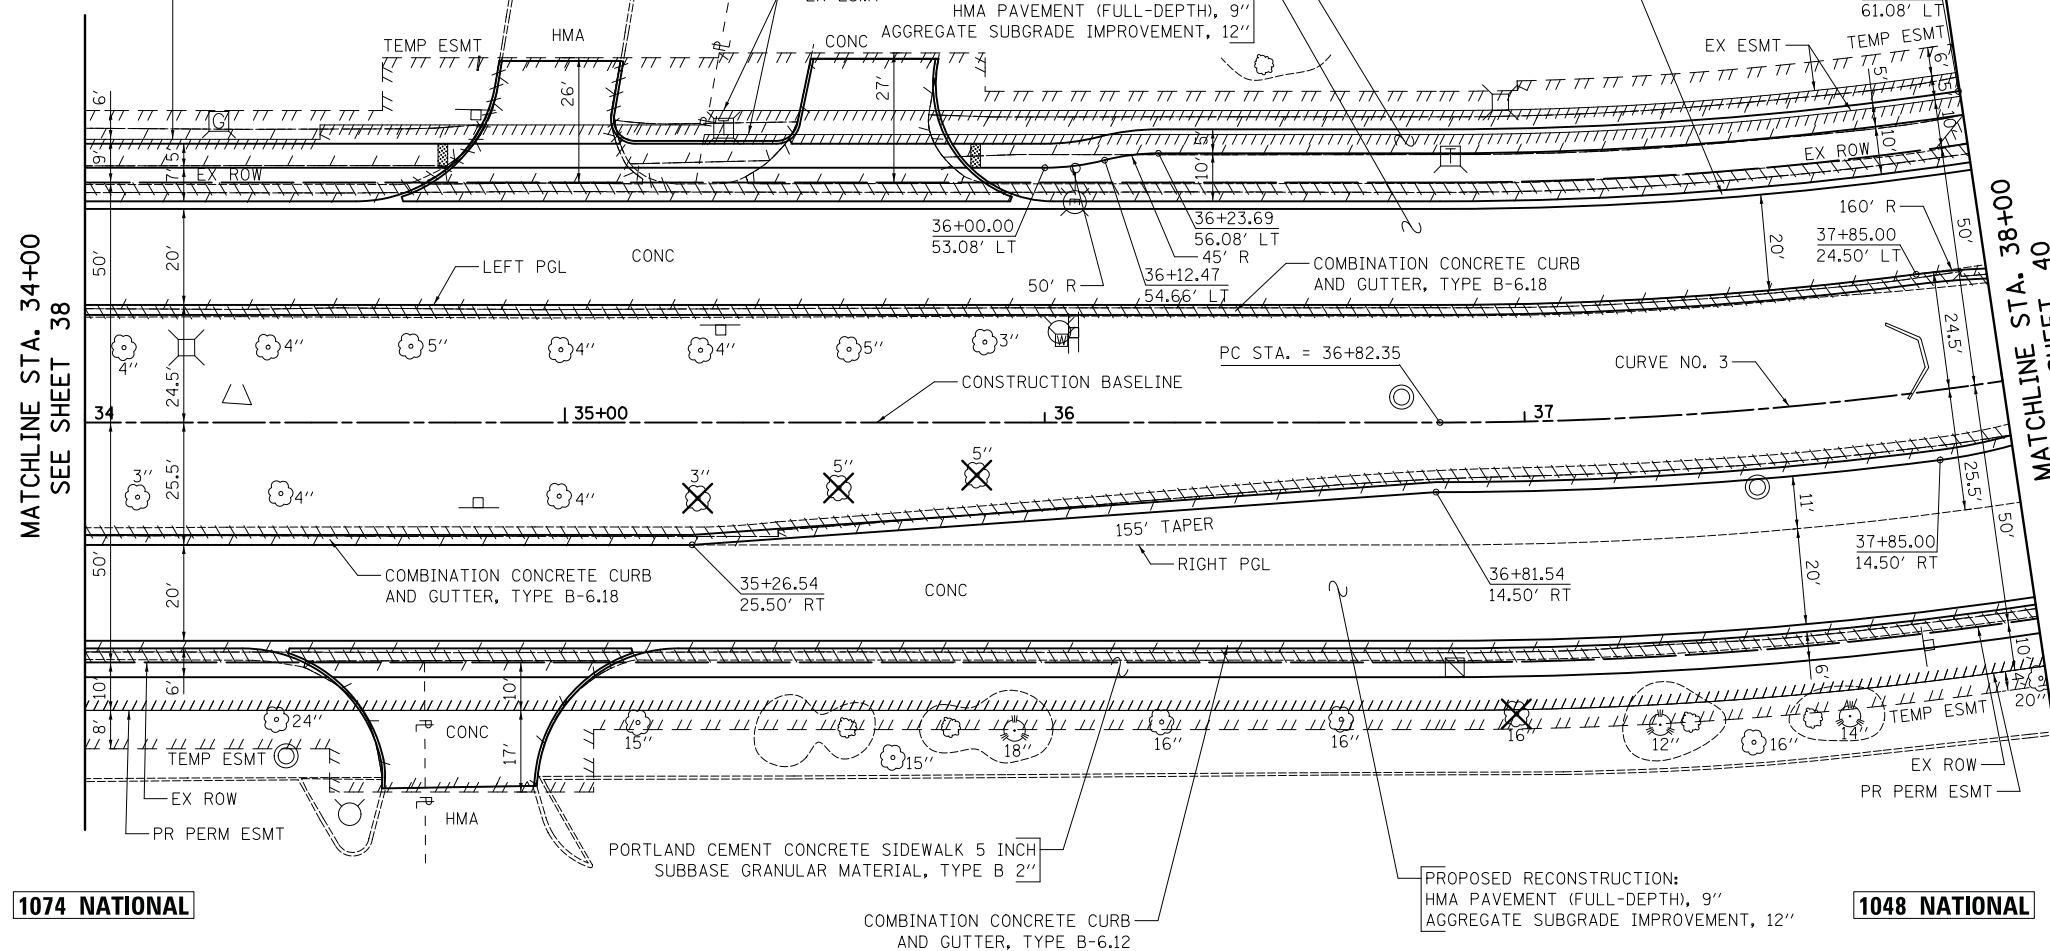 61.08' LT
HMA PAVEMENT (FULL-DEPTH), 9"
AGGREGATE SUBGRADE IMPROVEMENT, 12"
TEMP ESMT
HMA
CONC
EX ESMT
TEMP ESMT
6'
26'
27'
5'
6'
5'
G
T
9'
7.5'
5'
10'
10'
10'
EX ROW
EX ROW
36+00.00
53.08' LT
36+23.69
56.08' LT
45' R
36+12.47
54.66' LT
50' R
160' R
37+85.00
24.50' LT
50'
20'
CONC
LEFT PGL
COMBINATION CONCRETE CURB
AND GUTTER, TYPE B-6.18
20'
50'
MATCHLINE STA. 34+00
SEE SHEET 38
MATCHLINE STA. 38+00
SHEET 40
4"
4"
5"
4"
4"
5"
3"
W
24.5'
24.5'
PC STA. = 36+82.35
CURVE NO. 3
CONSTRUCTION BASELINE
34
35+00
36
37
3"
4"
4"
3"
5"
5"
25.5'
25.5'
155' TAPER
11'
50'
RIGHT PGL
37+85.00
14.50' RT
COMBINATION CONCRETE CURB
AND GUTTER, TYPE B-6.18
35+26.54
25.50' RT
CONC
36+81.54
14.50' RT
50'
20'
20'
10'
6'
10'
6'
10'
4'
8'
24"
CONC
17'
15"
15"
18"
16"
16"
16"
12"
16"
14"
20"
TEMP ESMT
TEMP ESMT
EX ROW
EX ROW
PR PERM ESMT
PR PERM ESMT
HMA
PORTLAND CEMENT CONCRETE SIDEWALK 5 INCH
SUBBASE GRANULAR MATERIAL, TYPE B 2"
PROPOSED RECONSTRUCTION:
HMA PAVEMENT (FULL-DEPTH), 9"
AGGREGATE SUBGRADE IMPROVEMENT, 12"
COMBINATION CONCRETE CURB
AND GUTTER, TYPE B-6.12
1074 NATIONAL
1048 NATIONAL